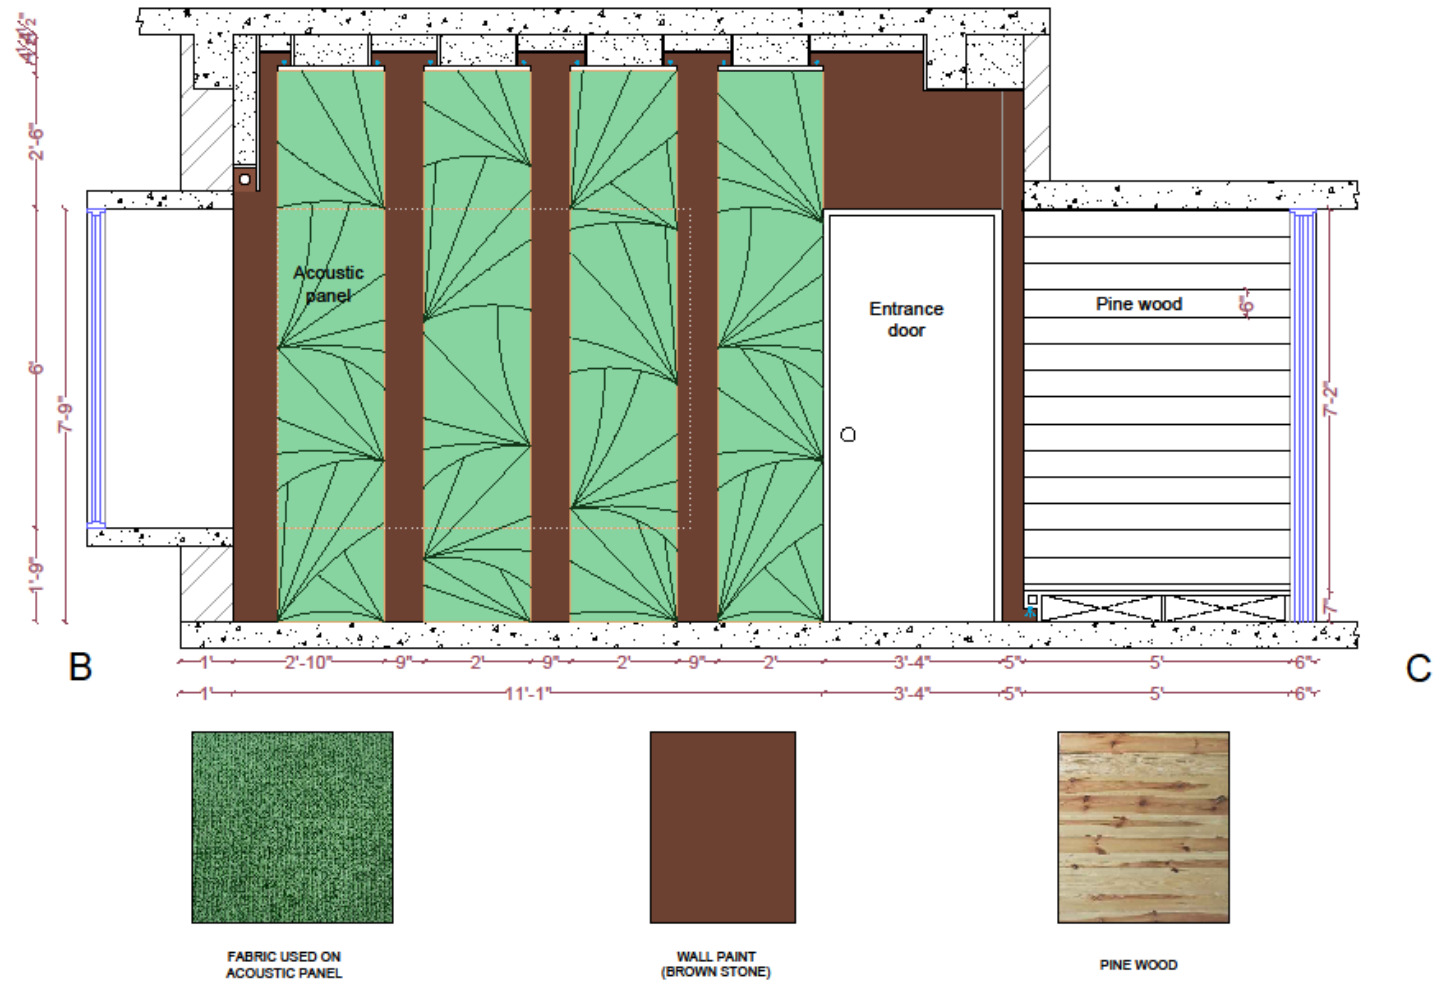 2'-6"
6'
7'-9"
1'-9"
Acoustic
panel
Entrance
door
Pine wood
6"
7'-2"
7"
B
1'
2'-10"
9"
2'
9"
2'
9"
2'
3'-4"
5"
5'
6"
C
1'
11'-1"
3'-4"
5"
5'
6"
FABRIC USED ON
ACOUSTIC PANEL
WALL PAINT
(BROWN STONE)
PINE WOOD